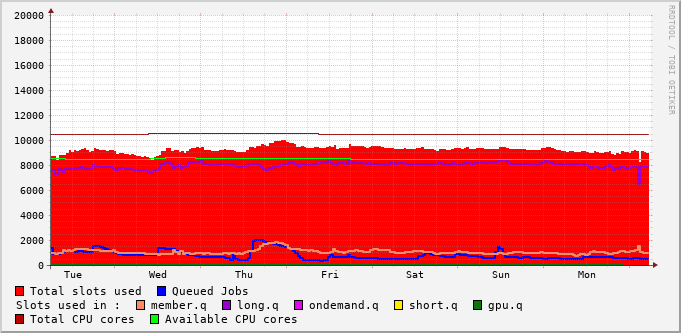 20000
18000
16000
14000
12000
10000
8000
6000
4000
2000
0
Tue Wed Thu Fri Sat Sun Mon
Total slots used Queued Jobs
Slots used in : member.q long.q ondemand.q short.q gpu.q
Total CPU cores Available CPU cores
RRDTOOL / TOBI OETIKER